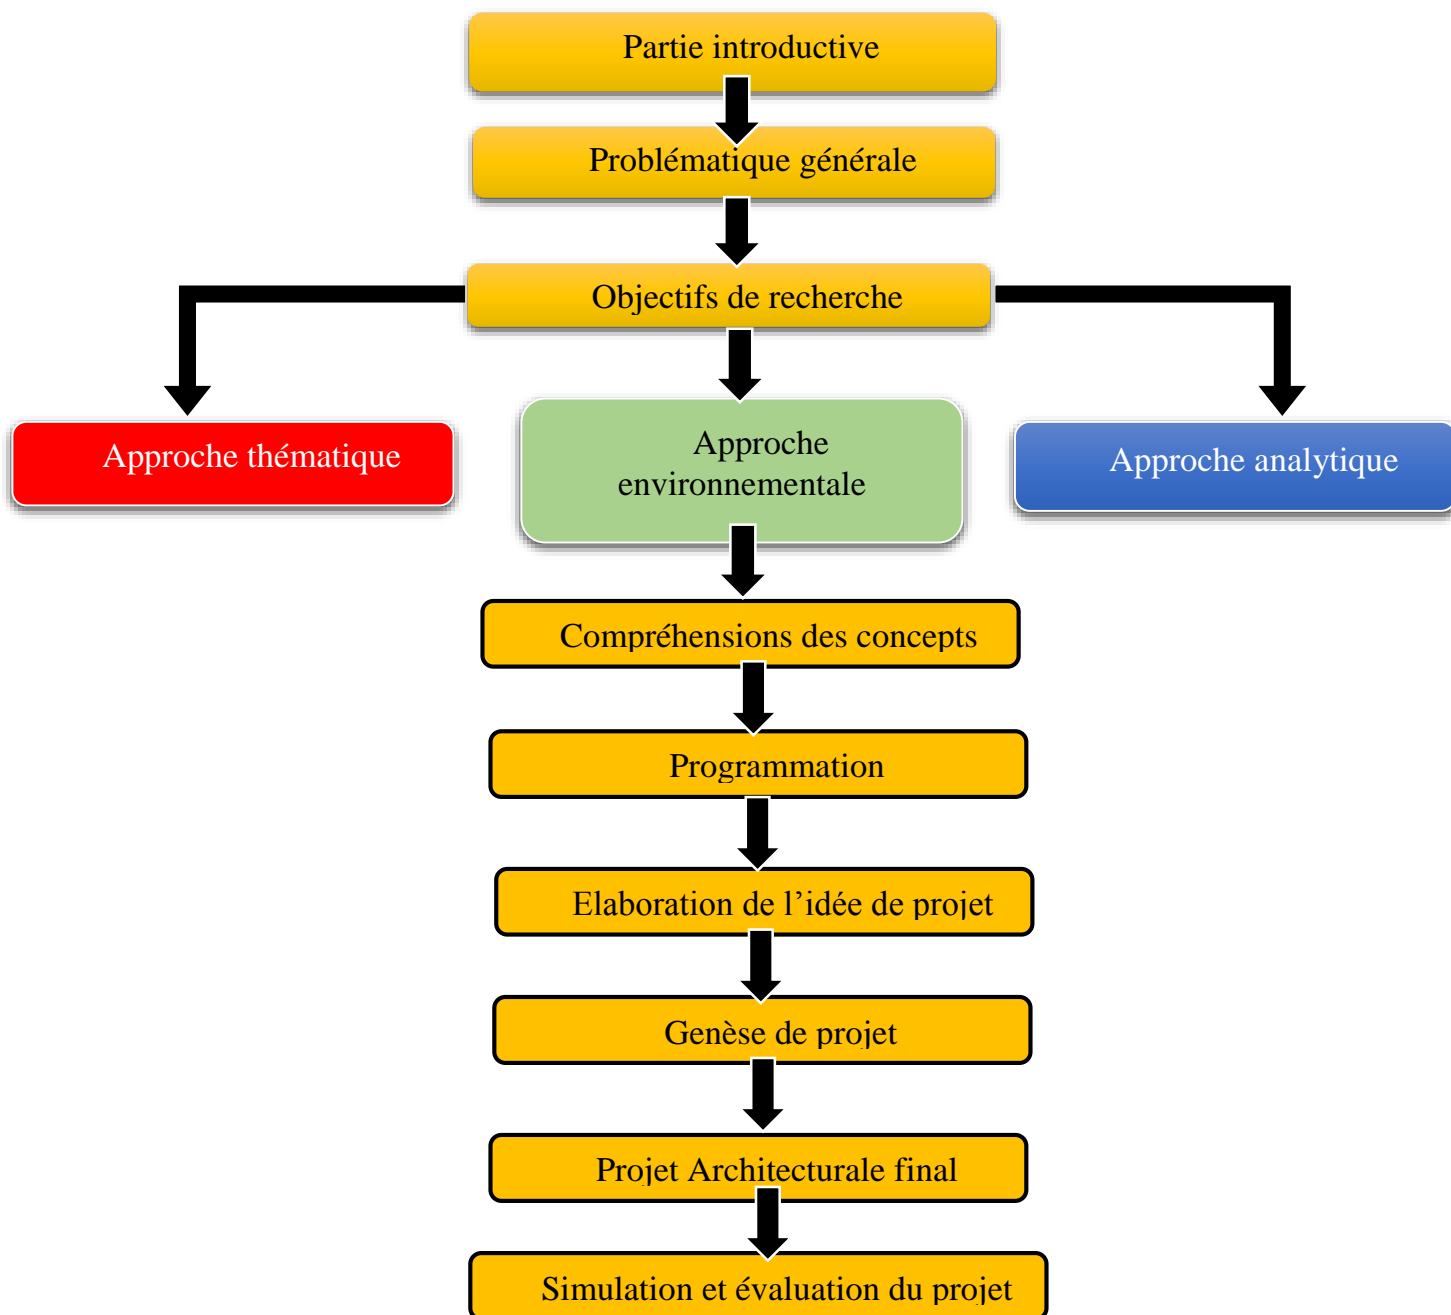 Partie introductive
Problématique générale
Objectifs de recherche
Approche thématique
Approche
environnementale
Approche analytique
Compréhensions des concepts
Programmation
Elaboration de l’idée de projet
Genèse de projet
Projet Architecturale final
Simulation et évaluation du projet